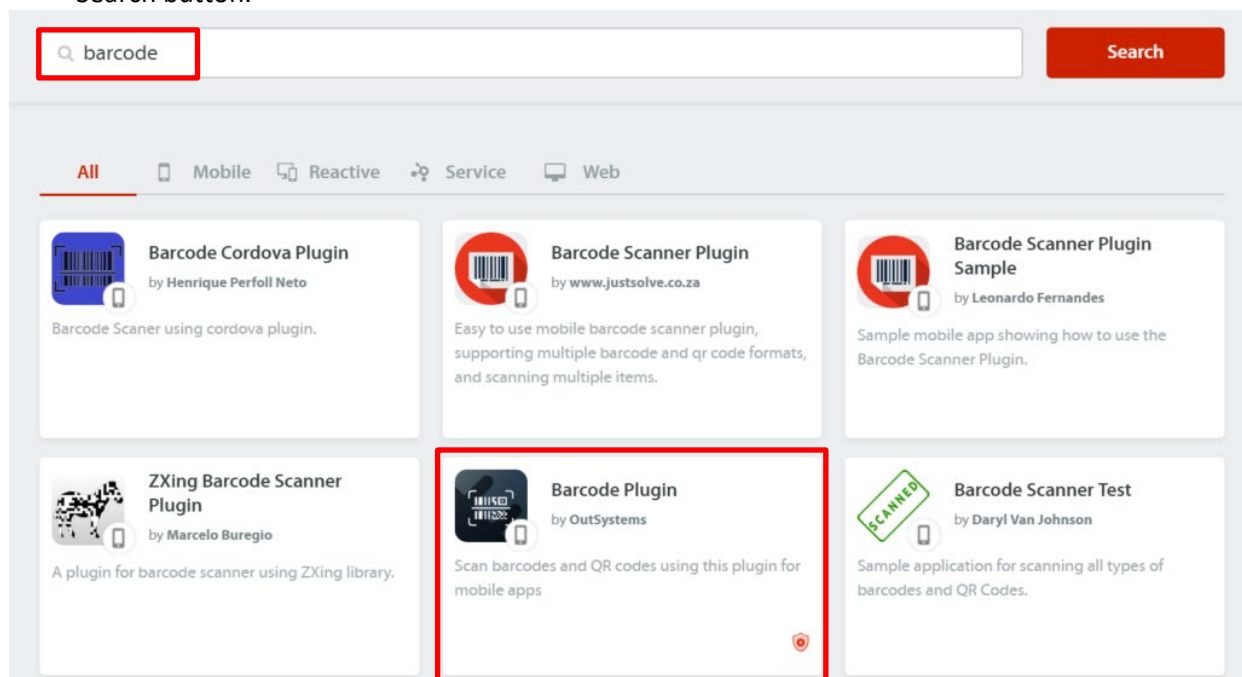 Search button.
barcode
Search
All Mobile Reactive Service Web
Barcode Cordova Plugin
by Henrique Perfoll Neto
Barcode Scaner using cordova plugin.
Barcode Scanner Plugin
by www.justsolve.co.za
Easy to use mobile barcode scanner plugin,
supporting multiple barcode and qr code formats,
and scanning multiple items.
Barcode Scanner Plugin
Sample
by Leonardo Fernandes
Sample mobile app showing how to use the
Barcode Scanner Plugin.
ZXing Barcode Scanner
Plugin
by Marcelo Buregio
A plugin for barcode scanner using ZXing library.
Barcode Plugin
by OutSystems
Scan barcodes and QR codes using this plugin for
mobile apps
SCANNED
Barcode Scanner Test
by Daryl Van Johnson
Sample application for scanning all types of
barcodes and QR Codes.